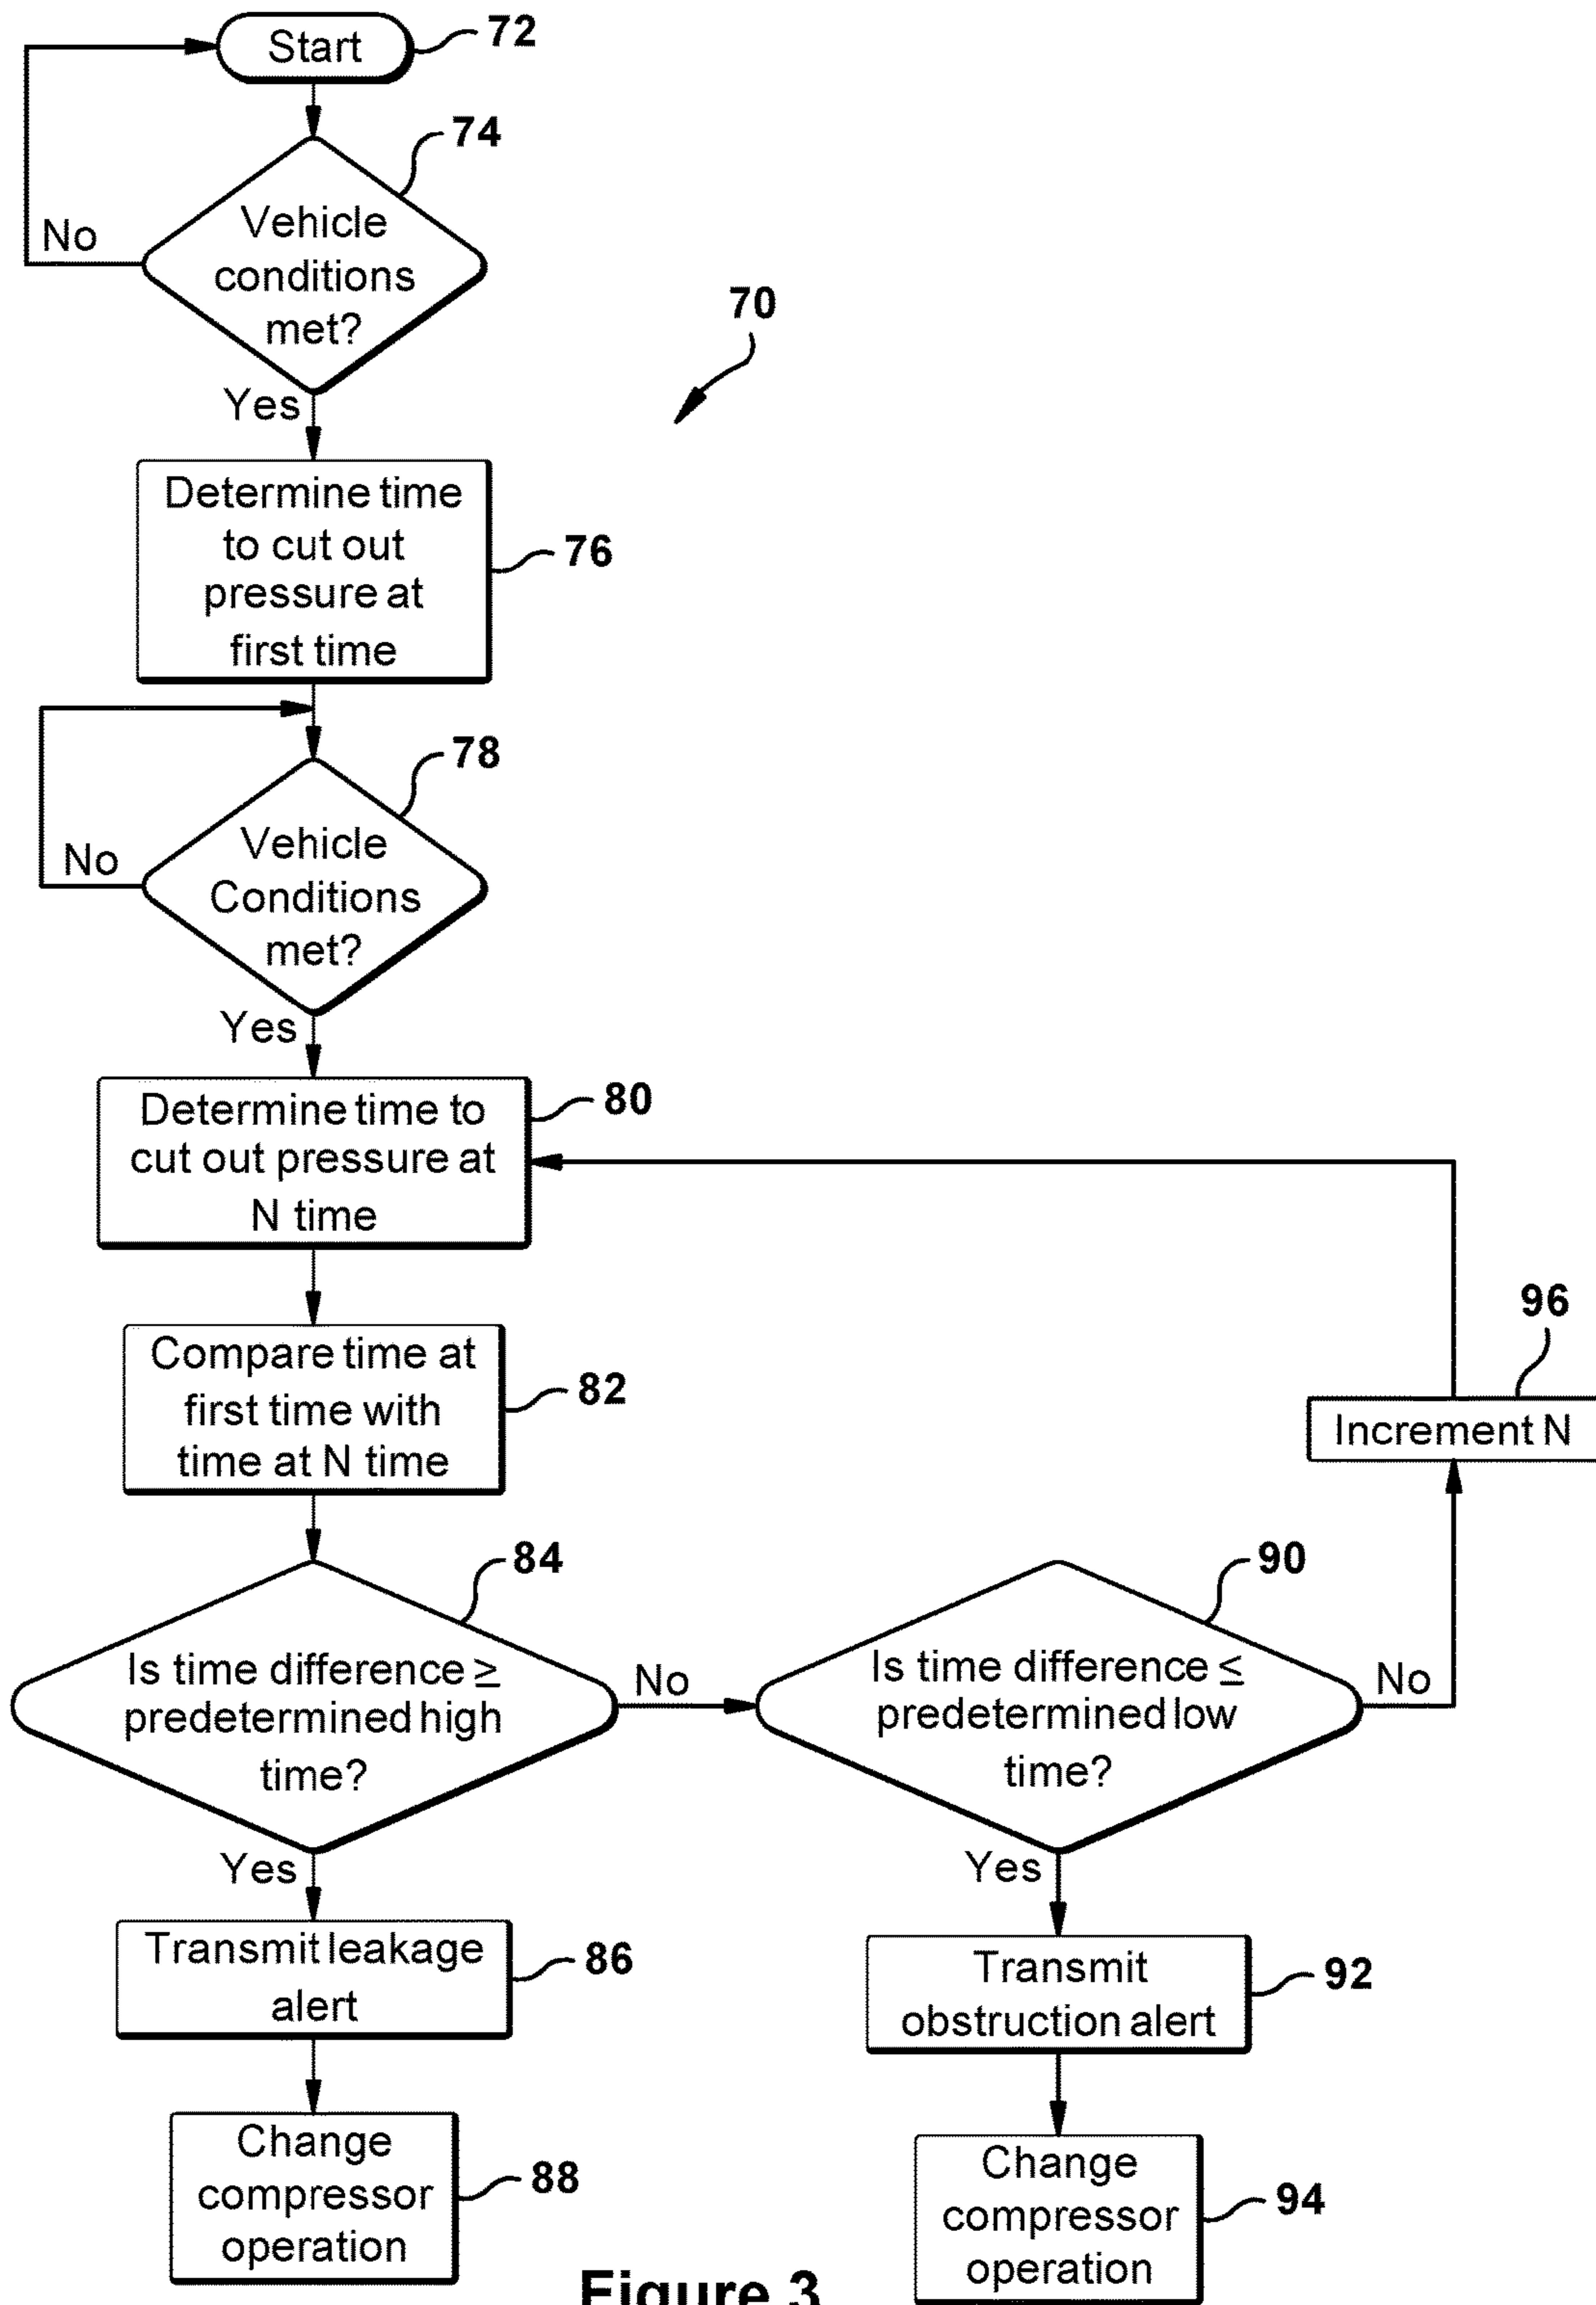 Start
72
74
Vehicle
conditions
met?
No
Yes
70
Determine time
to cut out
pressure at
first time
76
78
Vehicle
Conditions
met?
No
Yes
Determine time to
cut out pressure at
N time
80
Compare time at
first time with
time at N time
82
96
Increment N
84
Is time difference ≥
predetermined high
time?
No
Yes
90
Is time difference ≤
predetermined low
time?
No
Yes
Transmit leakage
alert
86
Transmit
obstruction alert
92
Change
compressor
operation
88
Change
compressor
operation
94
Figure 3